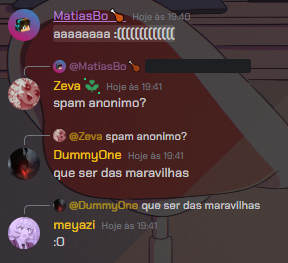 MatiasBo Hoje às 19:40
aaaaaaaa :(((((((((((((
@MatiasBo
Zeva Hoje às 19:41
spam anonimo?
@Zeva spam anonimo?
DummyOne Hoje às 19:41
que ser das maravilhas
@DummyOne que ser das maravilhas
meyazi Hoje às 19:41
:O